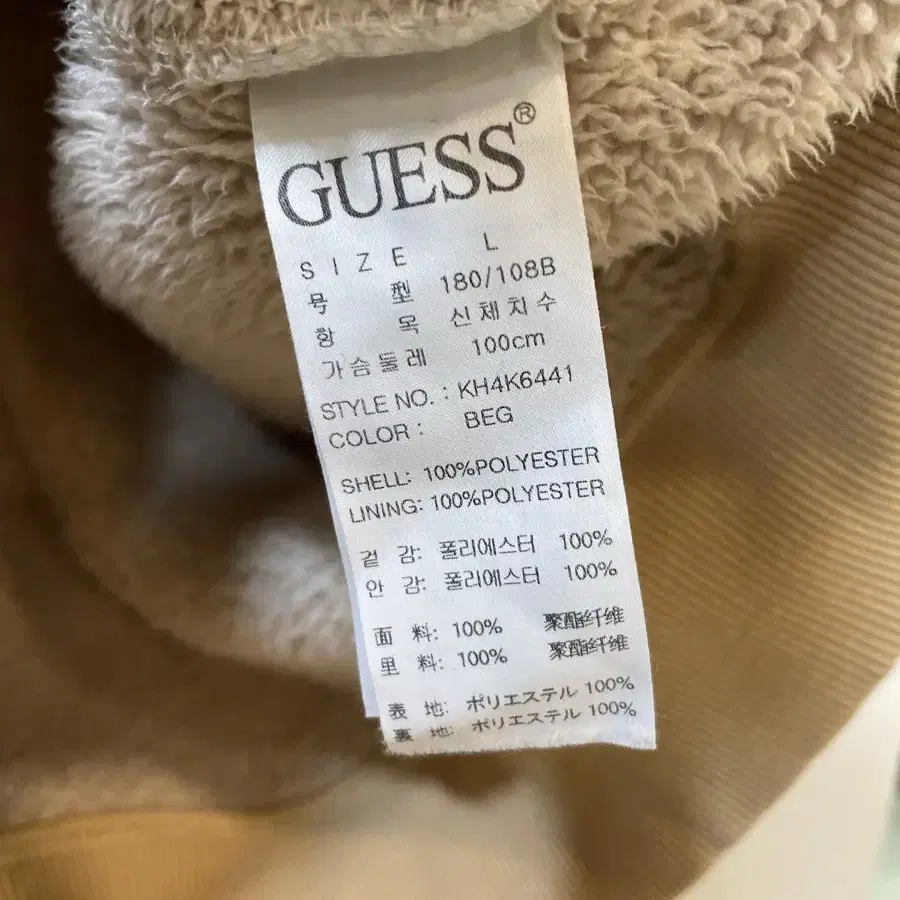 GUESS®
SIZE L
号 型 180/108B
항 목 신체치수
가슴둘레 100cm
STYLE NO. : KH4K6441
COLOR : BEG
SHELL: 100%POLYESTER
LINING: 100%POLYESTER
겉 감: 폴리에스터 100%
안 감: 폴리에스터 100%
面 料: 100% 聚酯纤维
里 料: 100% 聚酯纤维
表 地: ポリエステル 100%
裏 地: ポリエステル 100%